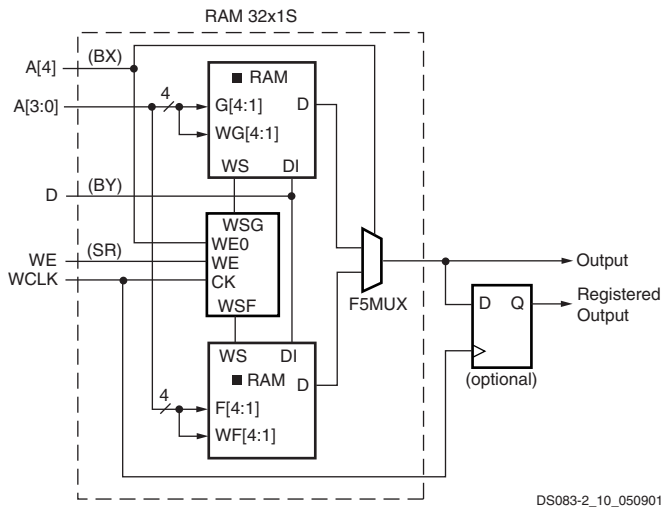 RAM 32x1S
A[4] (BX)
A[3:0]
4
RAM
G[4:1]
D
WG[4:1]
WS DI
D (BY)
WSG
WE0
WE (SR)
WE
WCLK
CK
WSF
F5MUX
Output
D Q
Registered
Output
(optional)
WS DI
RAM
D
4
F[4:1]
WF[4:1]
DS083-2_10_050901